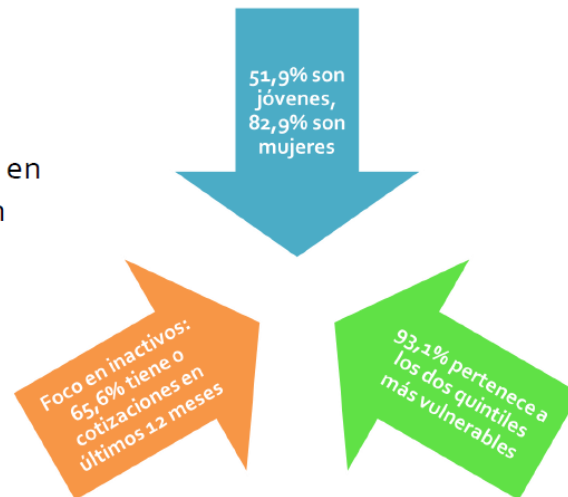 51,9% son
jóvenes,
82,9% son
mujeres
en
Foco en inactivos:
65,6% tiene 0
cotizaciones en
últimos 12 meses
93,1% pertenece a
los dos quintiles
más vulnerables